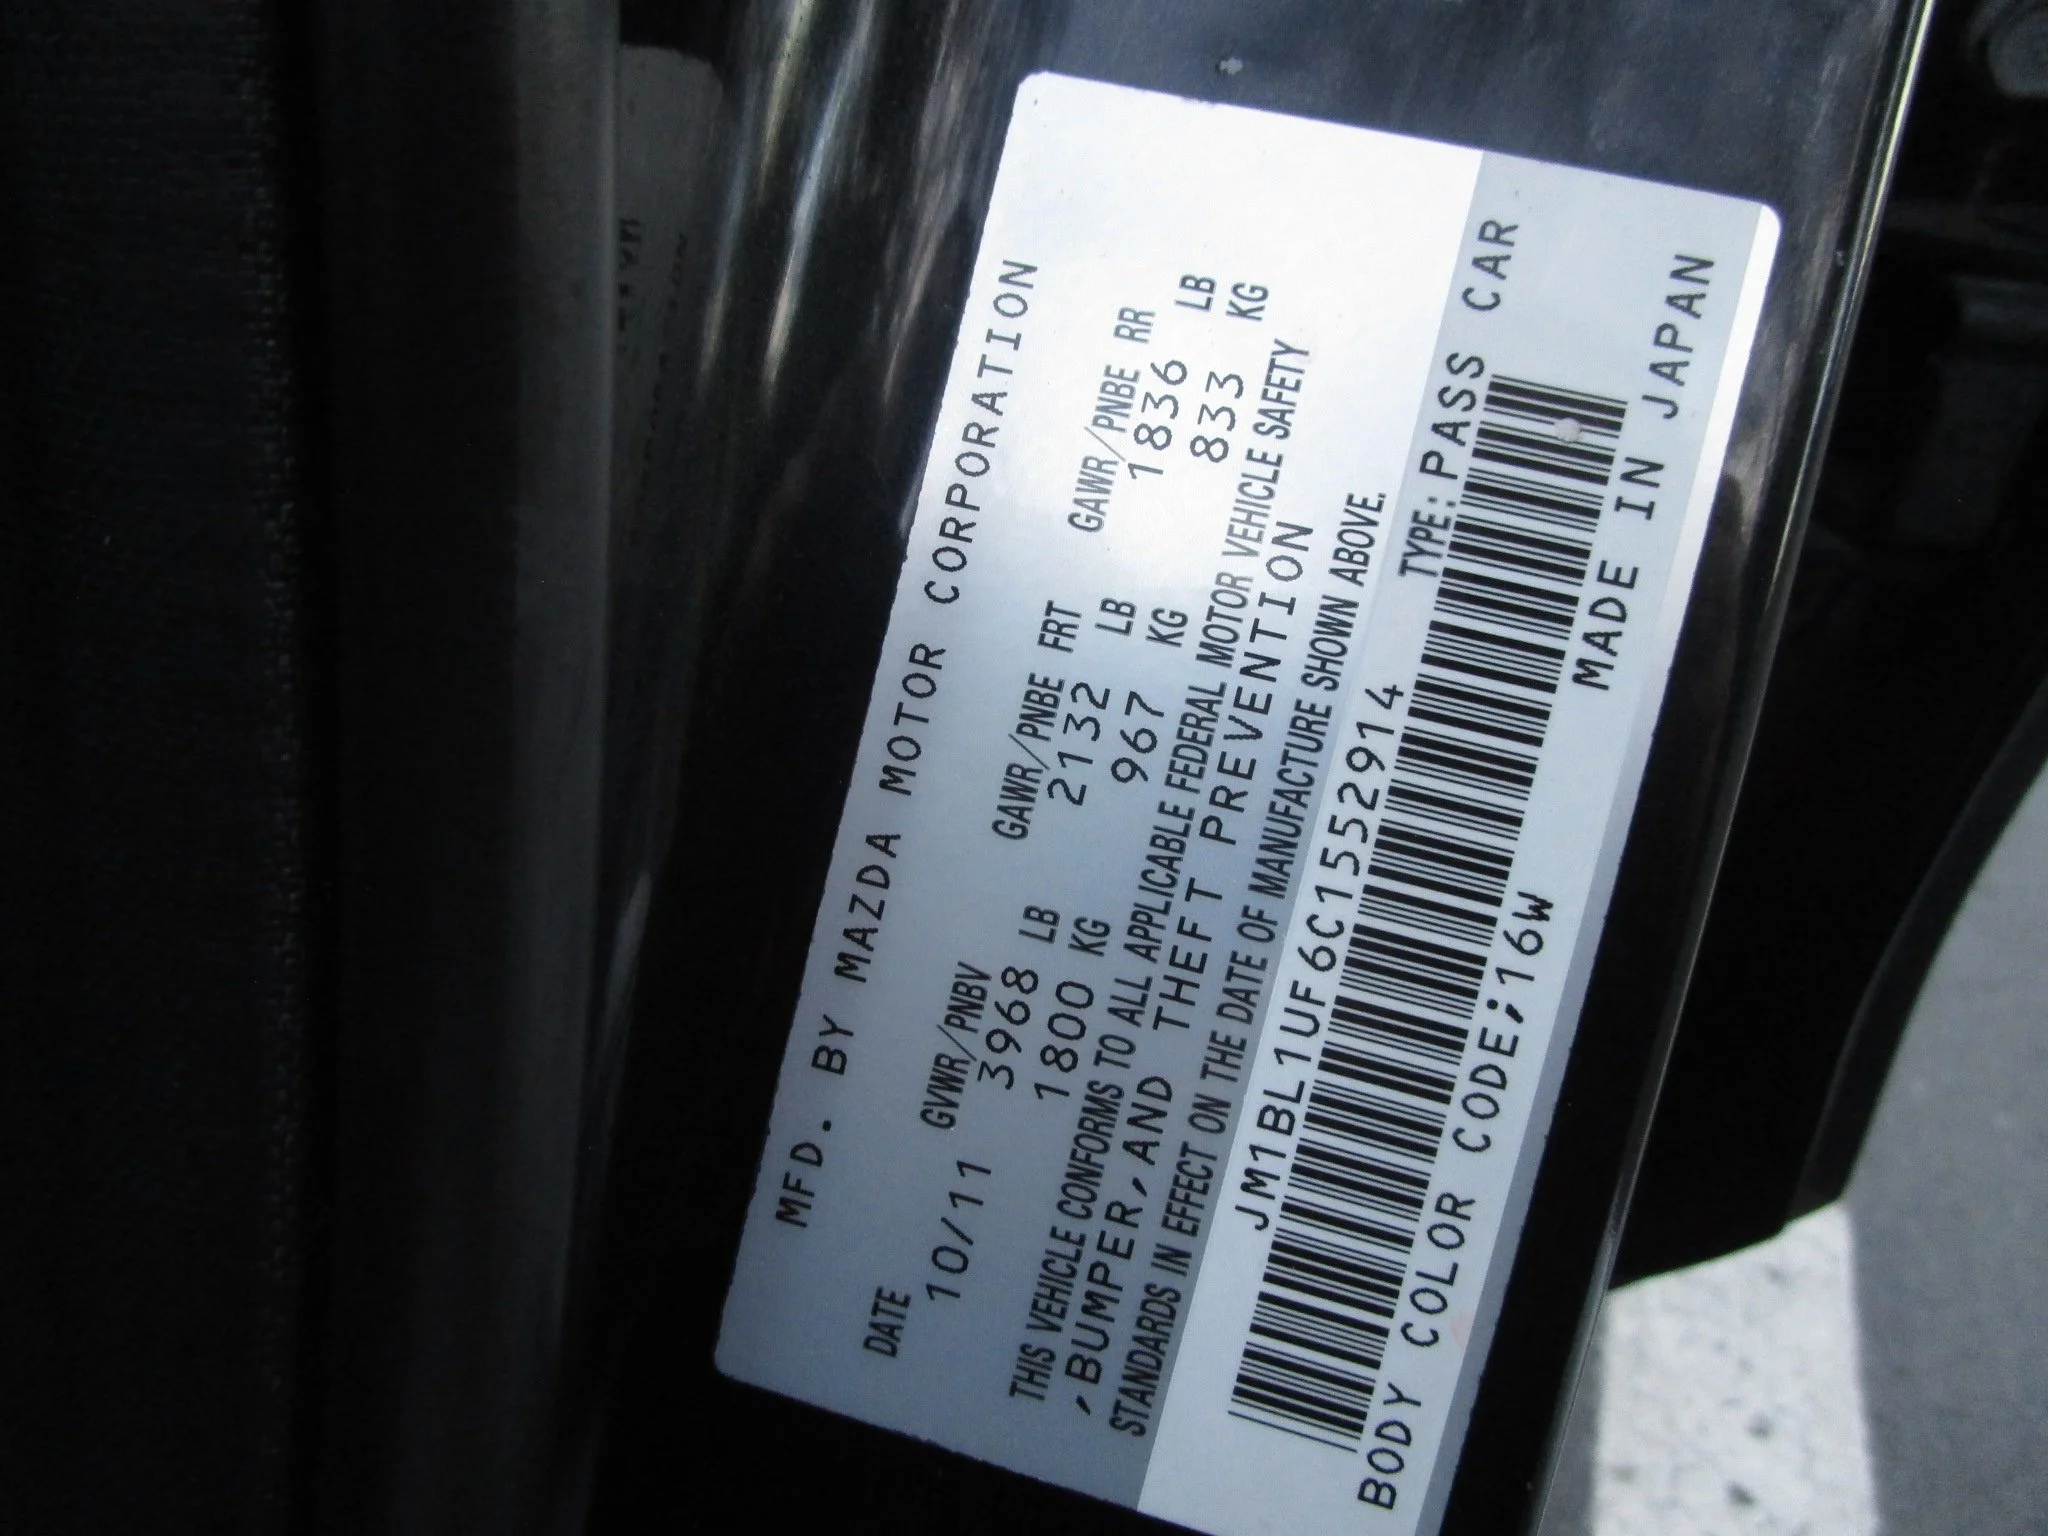 MFD. BY MAZDA MOTOR CORPORATION
DATE GVWR/PNBV GAWR/PNBE FRT GAWR/PNBE RR
10/11 3968 LB 2132 LB 1836 LB
1800 KG 967 KG 833 KG
THIS VEHICLE CONFORMS TO ALL APPLICABLE FEDERAL MOTOR VEHICLE SAFETY
,BUMPER,AND THEFT PREVENTION
STANDARDS IN EFFECT ON THE DATE OF MANUFACTURE SHOWN ABOVE.
JM1BL1UF6C1552914 TYPE: PASS CAR
BODY COLOR CODE;16W MADE IN JAPAN